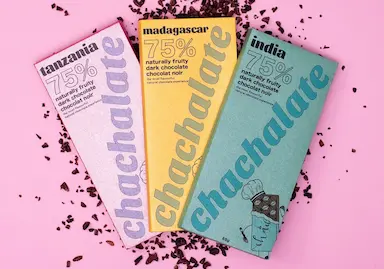 tanzania
75%
naturally fruity
dark chocolate
chocolat noir
chachalate
madagascar
75%
naturally fruity
dark chocolate
chocolat noir
chachalate
india
75%
naturally fruity
dark chocolate
chocolat noir
chachalate